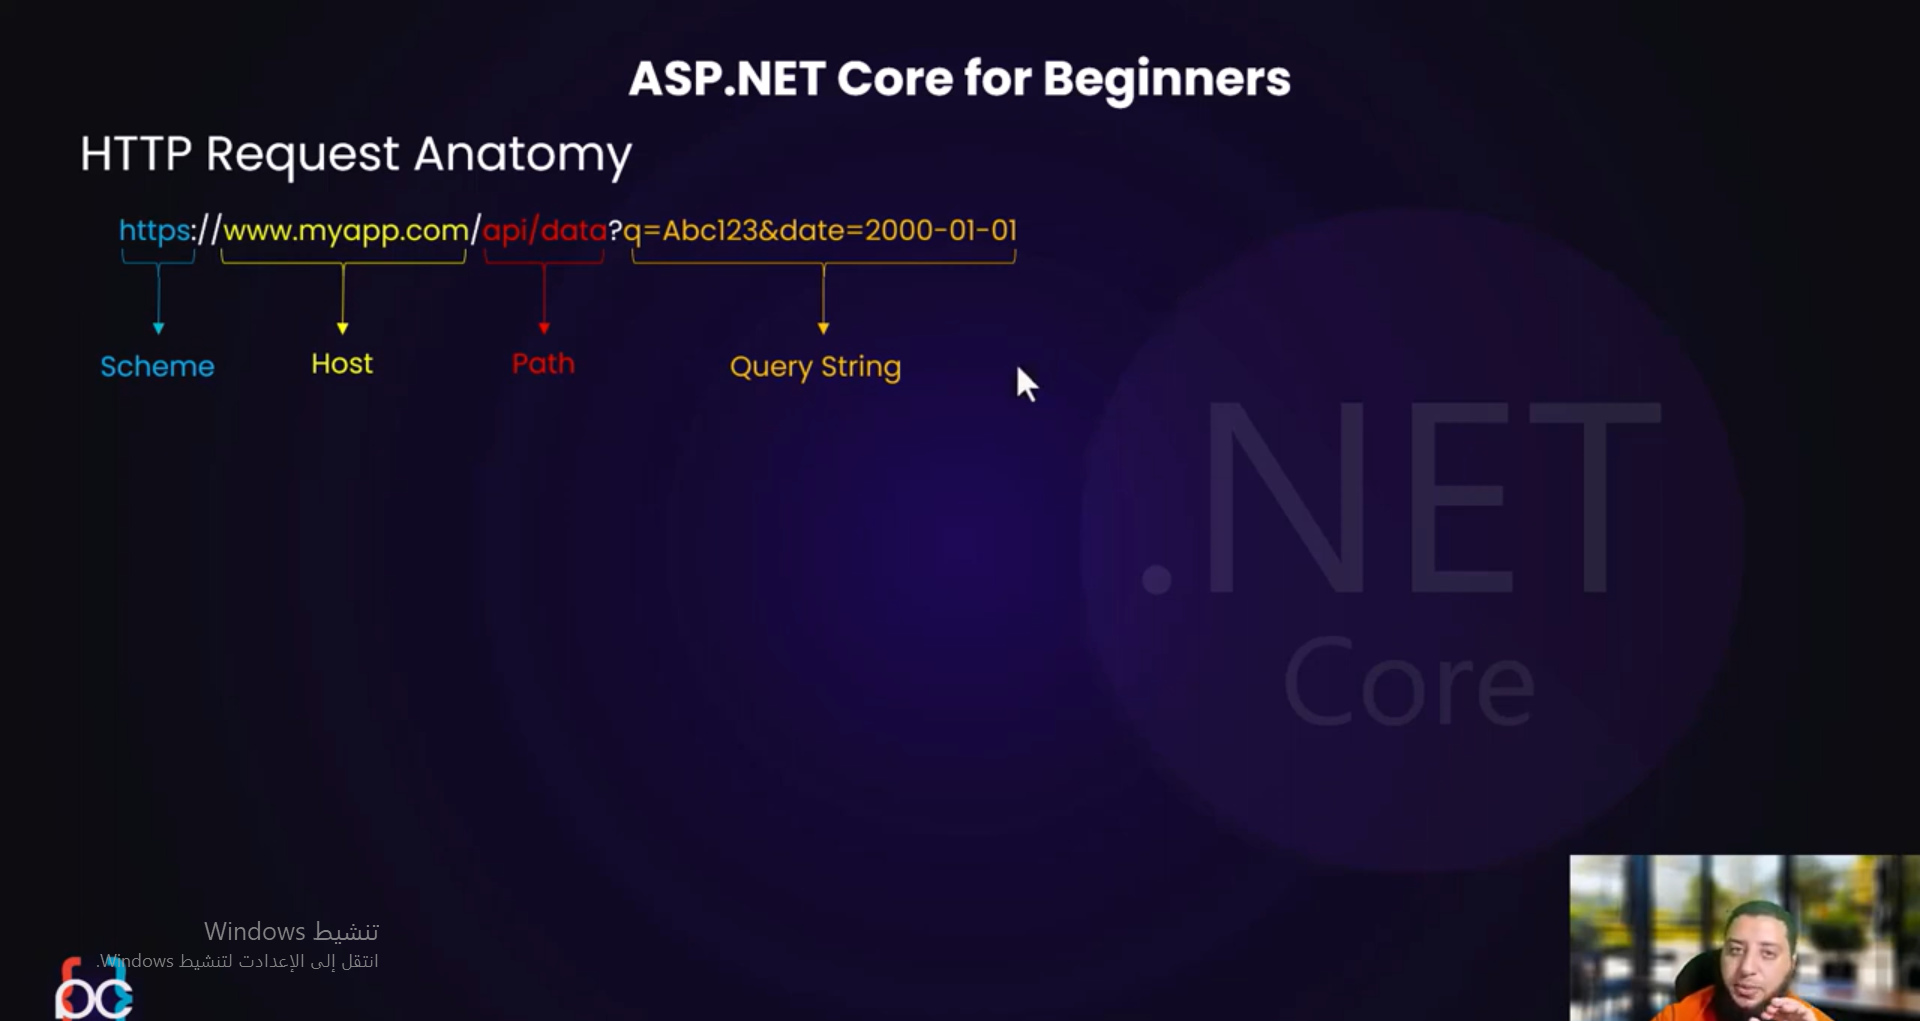 ASP.NET Core for Beginners
HTTP Request Anatomy
https://www.myapp.com/api/data?q=Abc123&date=2000-01-01
Scheme
Host
Path
Query String
.NET
Core
تنشيط Windows
انتقل إلى الإعدادت لتنشيط Windows.